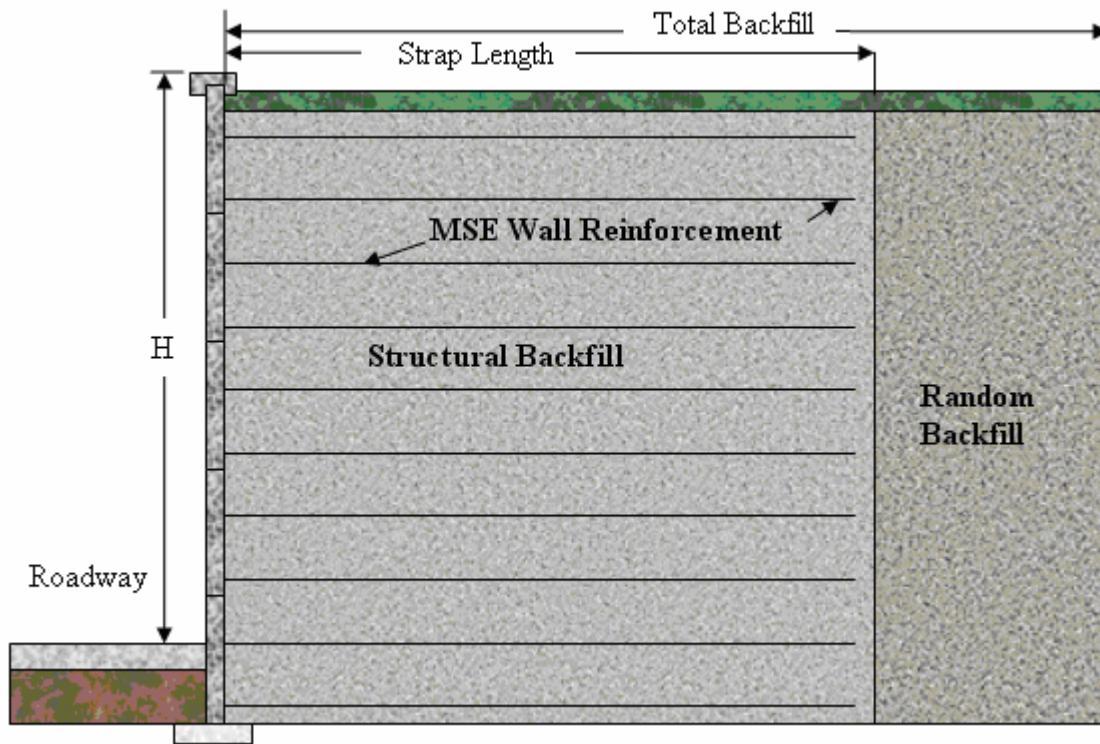 Total Backfill
Strap Length
MSE Wall Reinforcement
H
Structural Backfill
Random
Backfill
Roadway